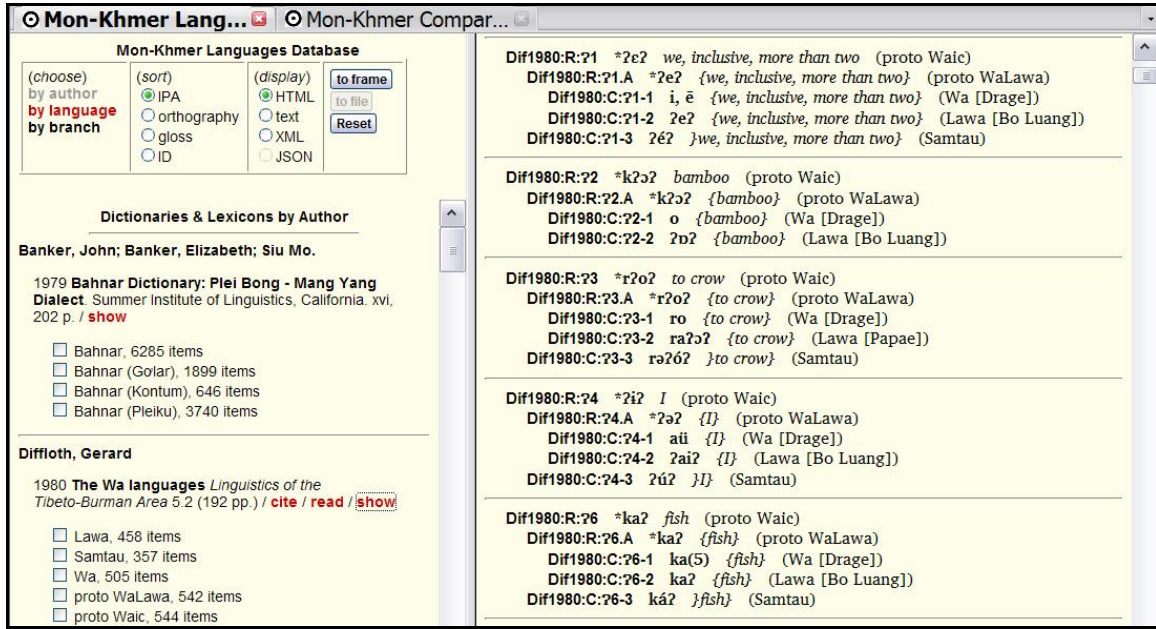 Mon-Khmer Lang...
Mon-Khmer Compar...
Mon-Khmer Languages Database
(choose)
by author
by language
by branch
(sort)
IPA
orthography
gloss
ID
(display)
HTML
text
XML
JSON
to frame
to file
Reset
Dictionaries & Lexicons by Author
Banker, John; Banker, Elizabeth; Siu Mo.
1979 Bahnar Dictionary: Plei Bong - Mang Yang
Dialect. Summer Institute of Linguistics, California. xvi,
202 p. / show
Bahnar, 6285 items
Bahnar (Gơlar), 1899 items
Bahnar (Kontum), 646 items
Bahnar (Pleiku), 3740 items
Diffloth, Gerard
1980 The Wa languages Linguistics of the
Tibeto-Burman Area 5.2 (192 pp.) / cite / read / show
Lawa, 458 items
Samtau, 357 items
Wa, 505 items
proto WaLawa, 542 items
proto Waic, 544 items
Dif1980:R:ʔ1 *ʔeʔ we, inclusive, more than two (proto Waic)
Dif1980:R:ʔ1.A *ʔeʔ {we, inclusive, more than two} (proto WaLawa)
Dif1980:C:ʔ1-1 i, ē {we, inclusive, more than two} (Wa [Drage])
Dif1980:C:ʔ1-2 ʔeʔ {we, inclusive, more than two} (Lawa [Bo Luang])
Dif1980:C:ʔ1-3 ʔéʔ }we, inclusive, more than two} (Samtau)
Dif1980:R:ʔ2 *kʔɔʔ bamboo (proto Waic)
Dif1980:R:ʔ2.A *kʔɔʔ {bamboo} (proto WaLawa)
Dif1980:C:ʔ2-1 o {bamboo} (Wa [Drage])
Dif1980:C:ʔ2-2 ʔɒʔ {bamboo} (Lawa [Bo Luang])
Dif1980:R:ʔ3 *rʔoʔ to crow (proto Waic)
Dif1980:R:ʔ3.A *rʔoʔ {to crow} (proto WaLawa)
Dif1980:C:ʔ3-1 ro {to crow} (Wa [Drage])
Dif1980:C:ʔ3-2 raʔɔʔ {to crow} (Lawa [Papae])
Dif1980:C:ʔ3-3 rəʔóʔ }to crow} (Samtau)
Dif1980:R:ʔ4 *ʔɨʔ I (proto Waic)
Dif1980:R:ʔ4.A *ʔəʔ {I} (proto WaLawa)
Dif1980:C:ʔ4-1 aü {I} (Wa [Drage])
Dif1980:C:ʔ4-2 ʔaiʔ {I} (Lawa [Bo Luang])
Dif1980:C:ʔ4-3 ʔúʔ }I} (Samtau)
Dif1980:R:ʔ6 *kaʔ fish (proto Waic)
Dif1980:R:ʔ6.A *kaʔ {fish} (proto WaLawa)
Dif1980:C:ʔ6-1 ka(5) {fish} (Wa [Drage])
Dif1980:C:ʔ6-2 kaʔ {fish} (Lawa [Bo Luang])
Dif1980:C:ʔ6-3 káʔ }fish} (Samtau)